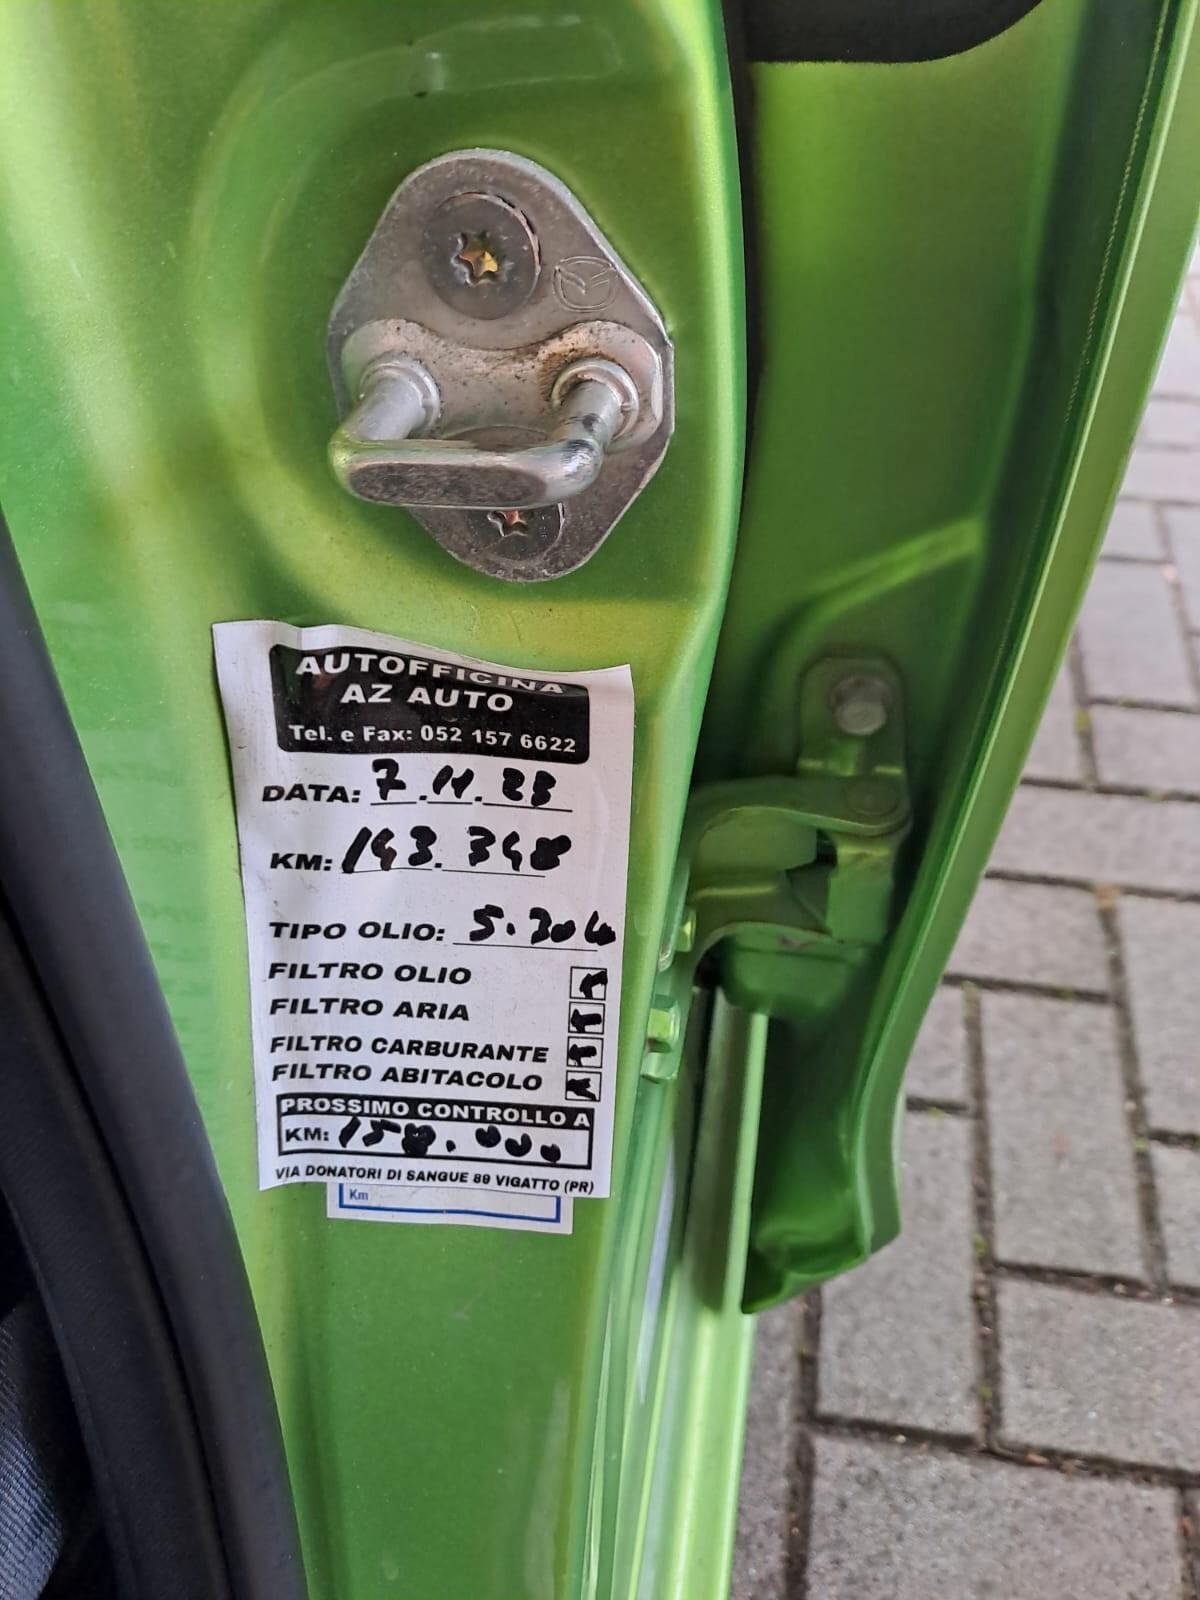 AUTOFFICINA
AZ AUTO
Tel. e Fax: 052 157 6622
DATA: 7.11.23
KM: 143.348
TIPO OLIO: 5.30
FILTRO OLIO
FILTRO ARIA
FILTRO CARBURANTE
FILTRO ABITACOLO
PROSSIMO CONTROLLO A
KM: 158.000
VIA DONATORI DI SANGUE 89 VIGATTO (PR)
Km